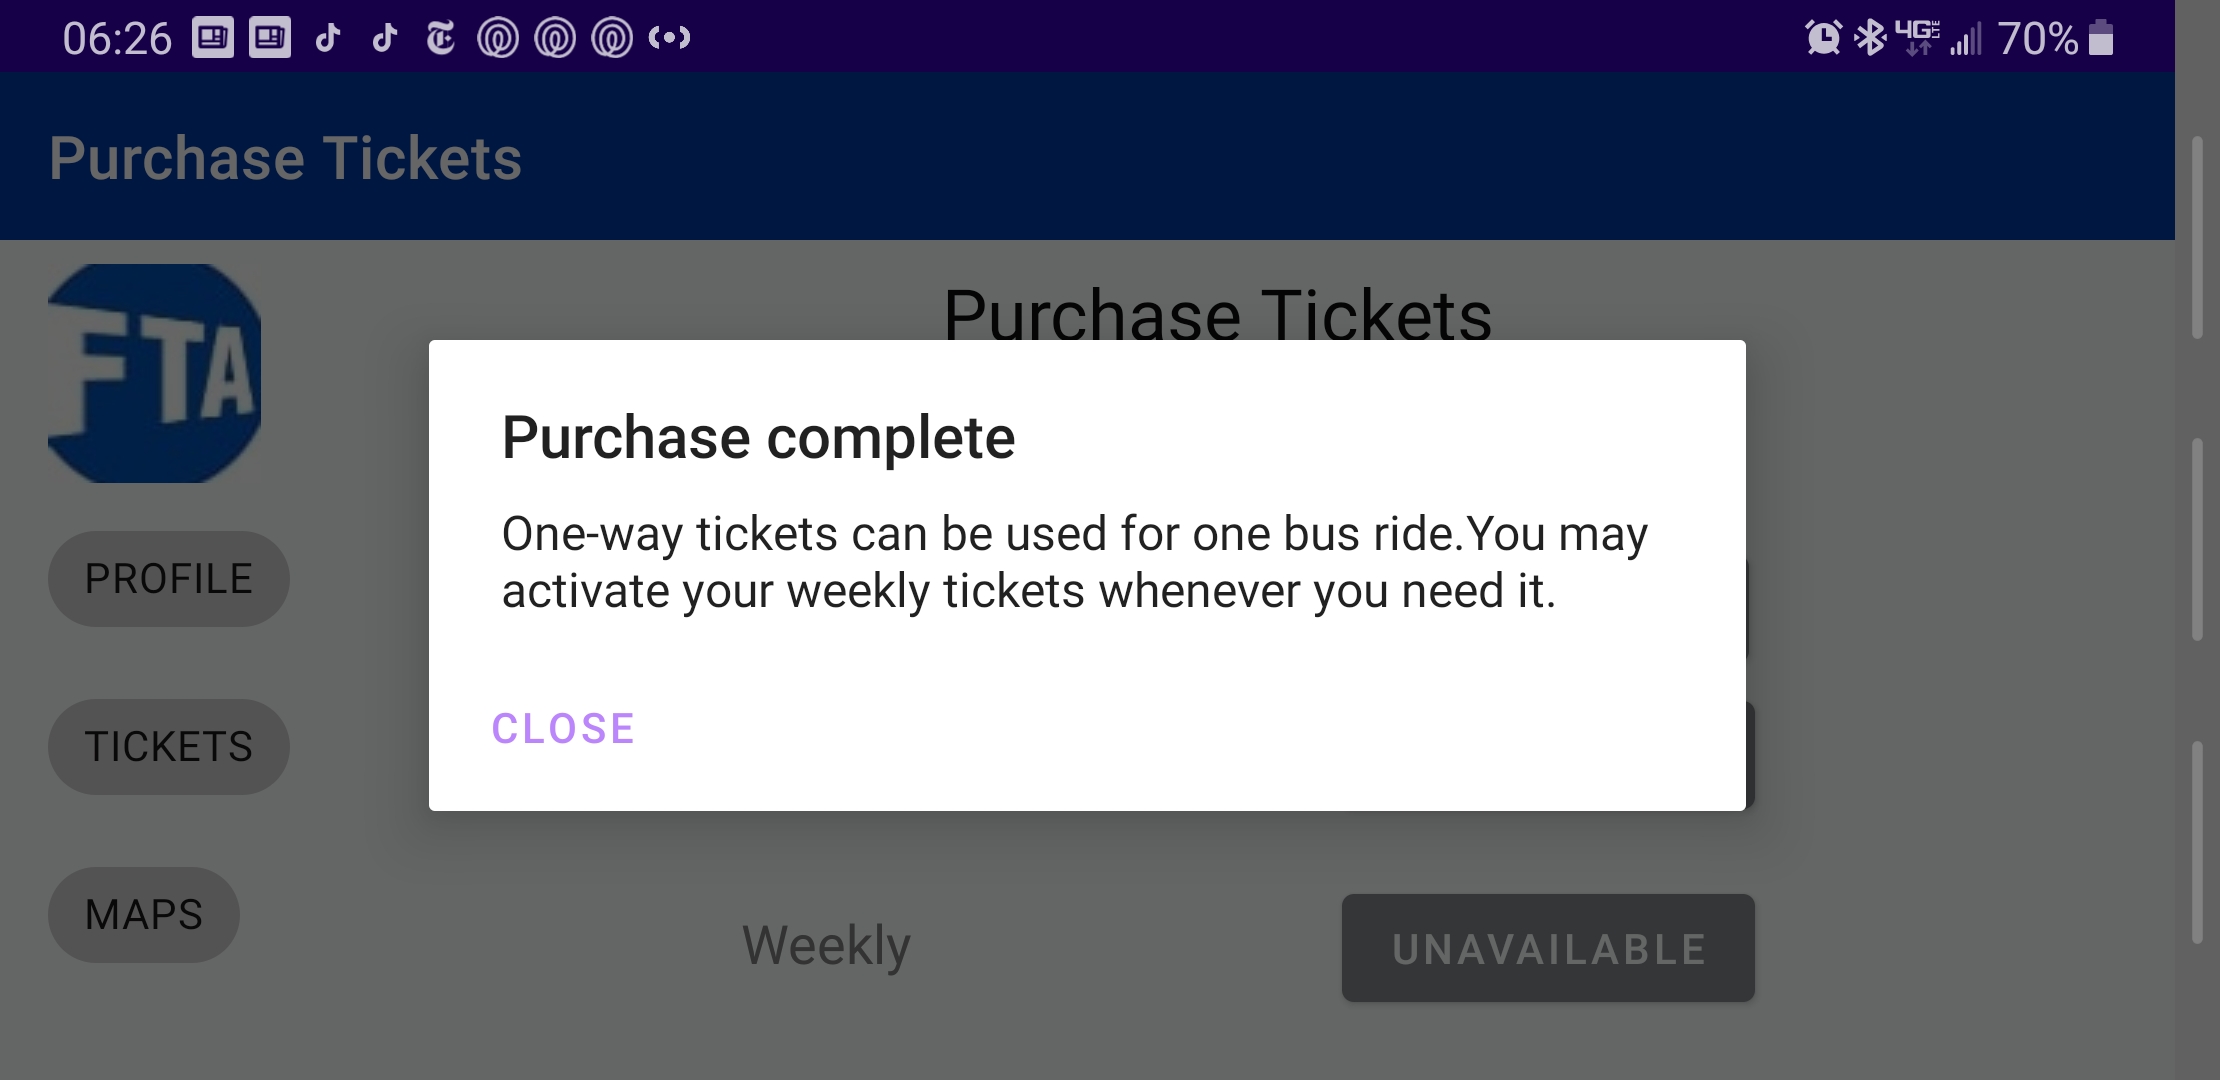 06:26
4G LTE 70%
Purchase Tickets
FTA
Purchase Tickets
Purchase complete
One-way tickets can be used for one bus ride.You may
activate your weekly tickets whenever you need it.
CLOSE
PROFILE
TICKETS
MAPS
Weekly
UNAVAILABLE